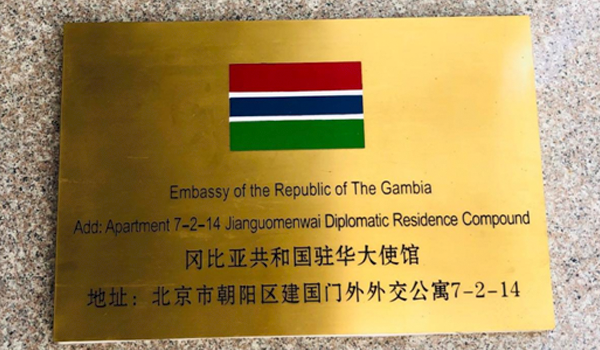 Embassy of the Republic of The Gambia
Add: Apartment 7-2-14 Jianguomenwai Diplomatic Residence Compound
冈比亚共和国驻华大使馆
地址：北京市朝阳区建国门外外交公寓7-2-14